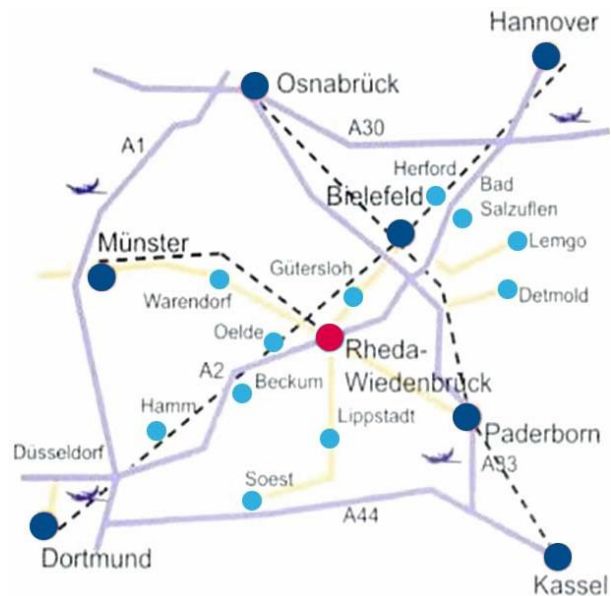 Hannover
Osnabrück
A30
A1
Herford
Bielefeld
Bad
Salzuflen
Lemgo
Münster
Gütersloh
Detmold
Warendorf
Oelde
Rheda-
Wiedenbrück
A2
Beckum
Hamm
Lippstadt
Paderborn
Düsseldorf
A33
Soest
A44
Dortmund
Kassel